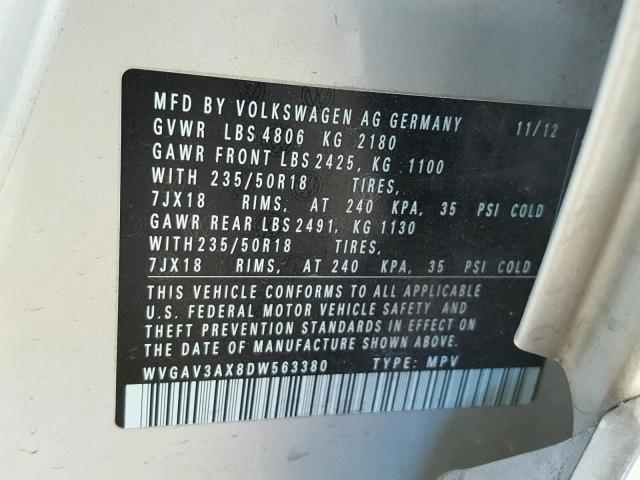 MFD BY VOLKSWAGEN AG GERMANY 11/12
GVWR LBS 4806 KG 2180
GAWR FRONT LBS 2425, KG 1100
WITH 235/50R18 TIRES,
7JX18 RIMS, AT 240 KPA, 35 PSI COLD
GAWR REAR LBS 2491, KG 1130
WITH 235/50R18 TIRES,
7JX18 RIMS, AT 240 KPA, 35 PSI COLD
THIS VEHICLE CONFORMS TO ALL APPLICABLE
U.S. FEDERAL MOTOR VEHICLE SAFETY AND
THEFT PREVENTION STANDARDS IN EFFECT ON
THE DATE OF MANUFACTURE SHOWN ABOVE.
WVGAV3AX8DW563380 TYPE: MPV